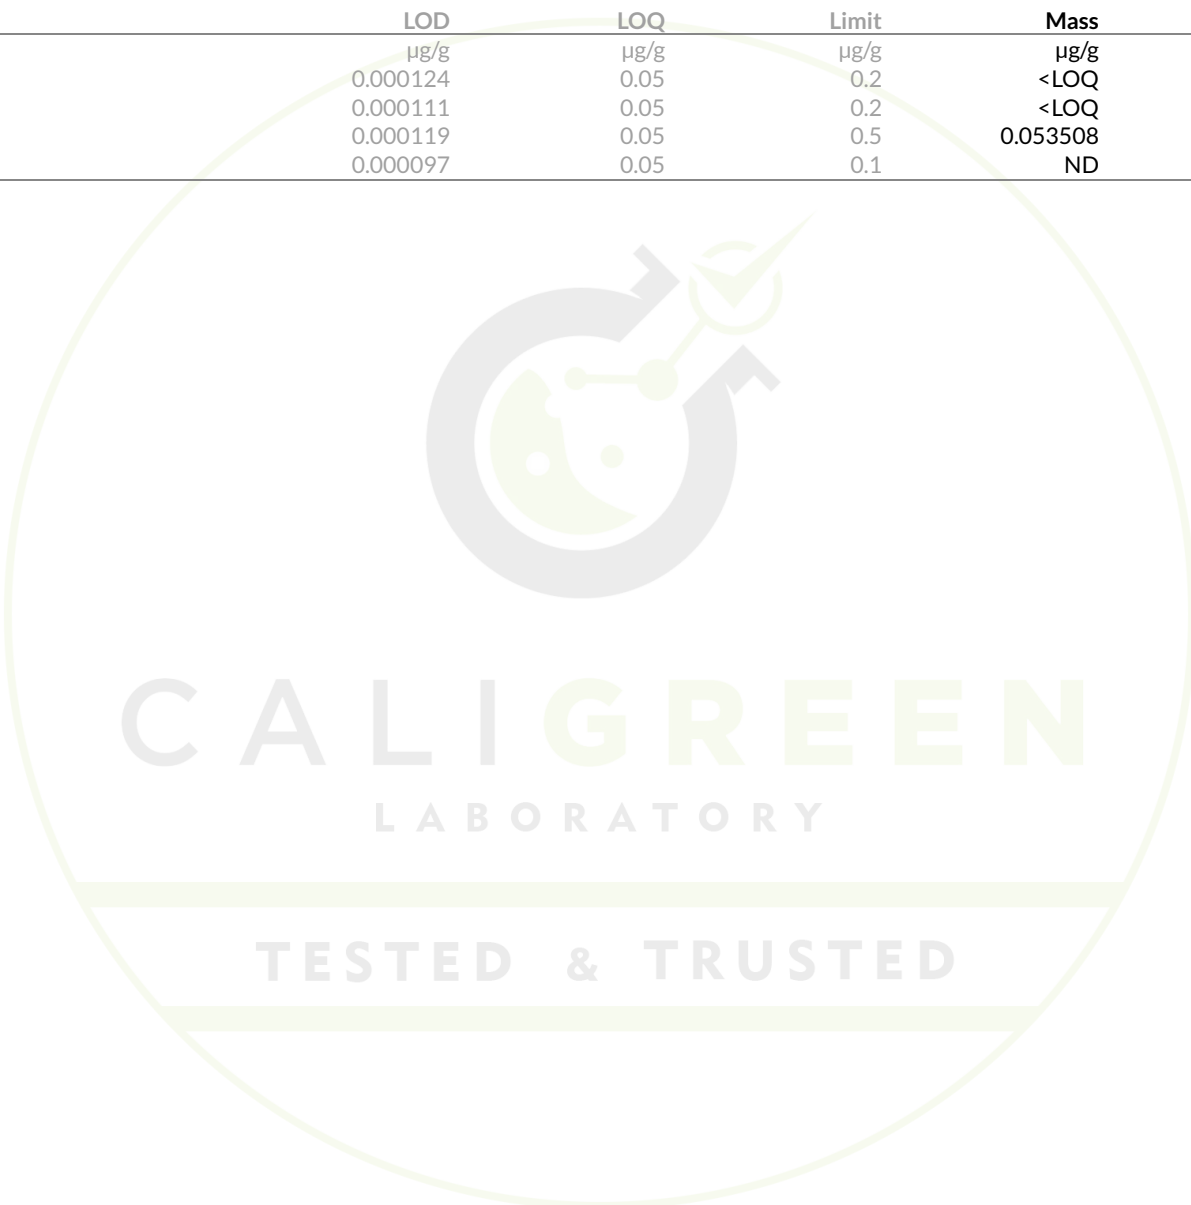 LOD LOQ Limit Mass
µg/g µg/g µg/g µg/g
0.000124 0.05 0.2 <LOQ
0.000111 0.05 0.2 <LOQ
0.000119 0.05 0.5 0.053508
0.000097 0.05 0.1 ND
CALIGREEN
LABORATORY
TESTED & TRUSTED